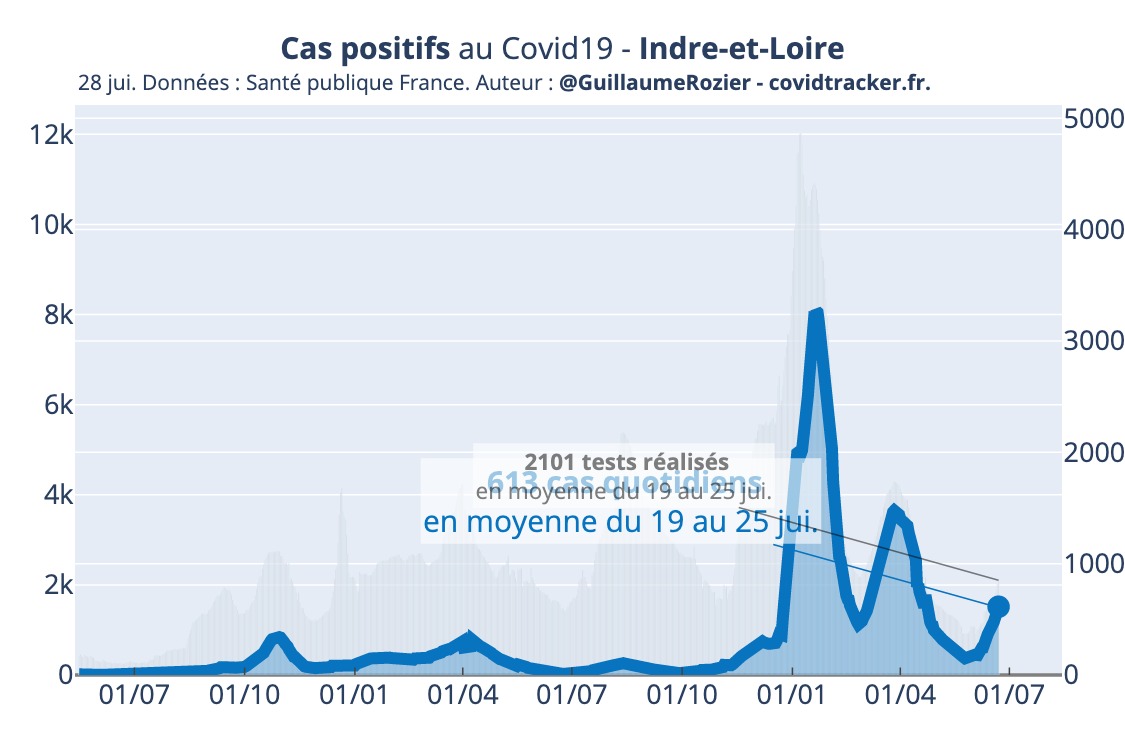 Cas positifs au Covid19 - Indre-et-Loire
28 jui. Données : Santé publique France. Auteur : @GuillaumeRozier - covidtracker.fr.
12k
10k
8k
6k
4k
2k
0
5000
4000
3000
2000
1000
0
2101 tests réalisés
en moyenne du 19 au 25 jui.
613 cas quotidiens
en moyenne du 19 au 25 jui.
01/07 01/10 01/01 01/04 01/07 01/10 01/01 01/04 01/07